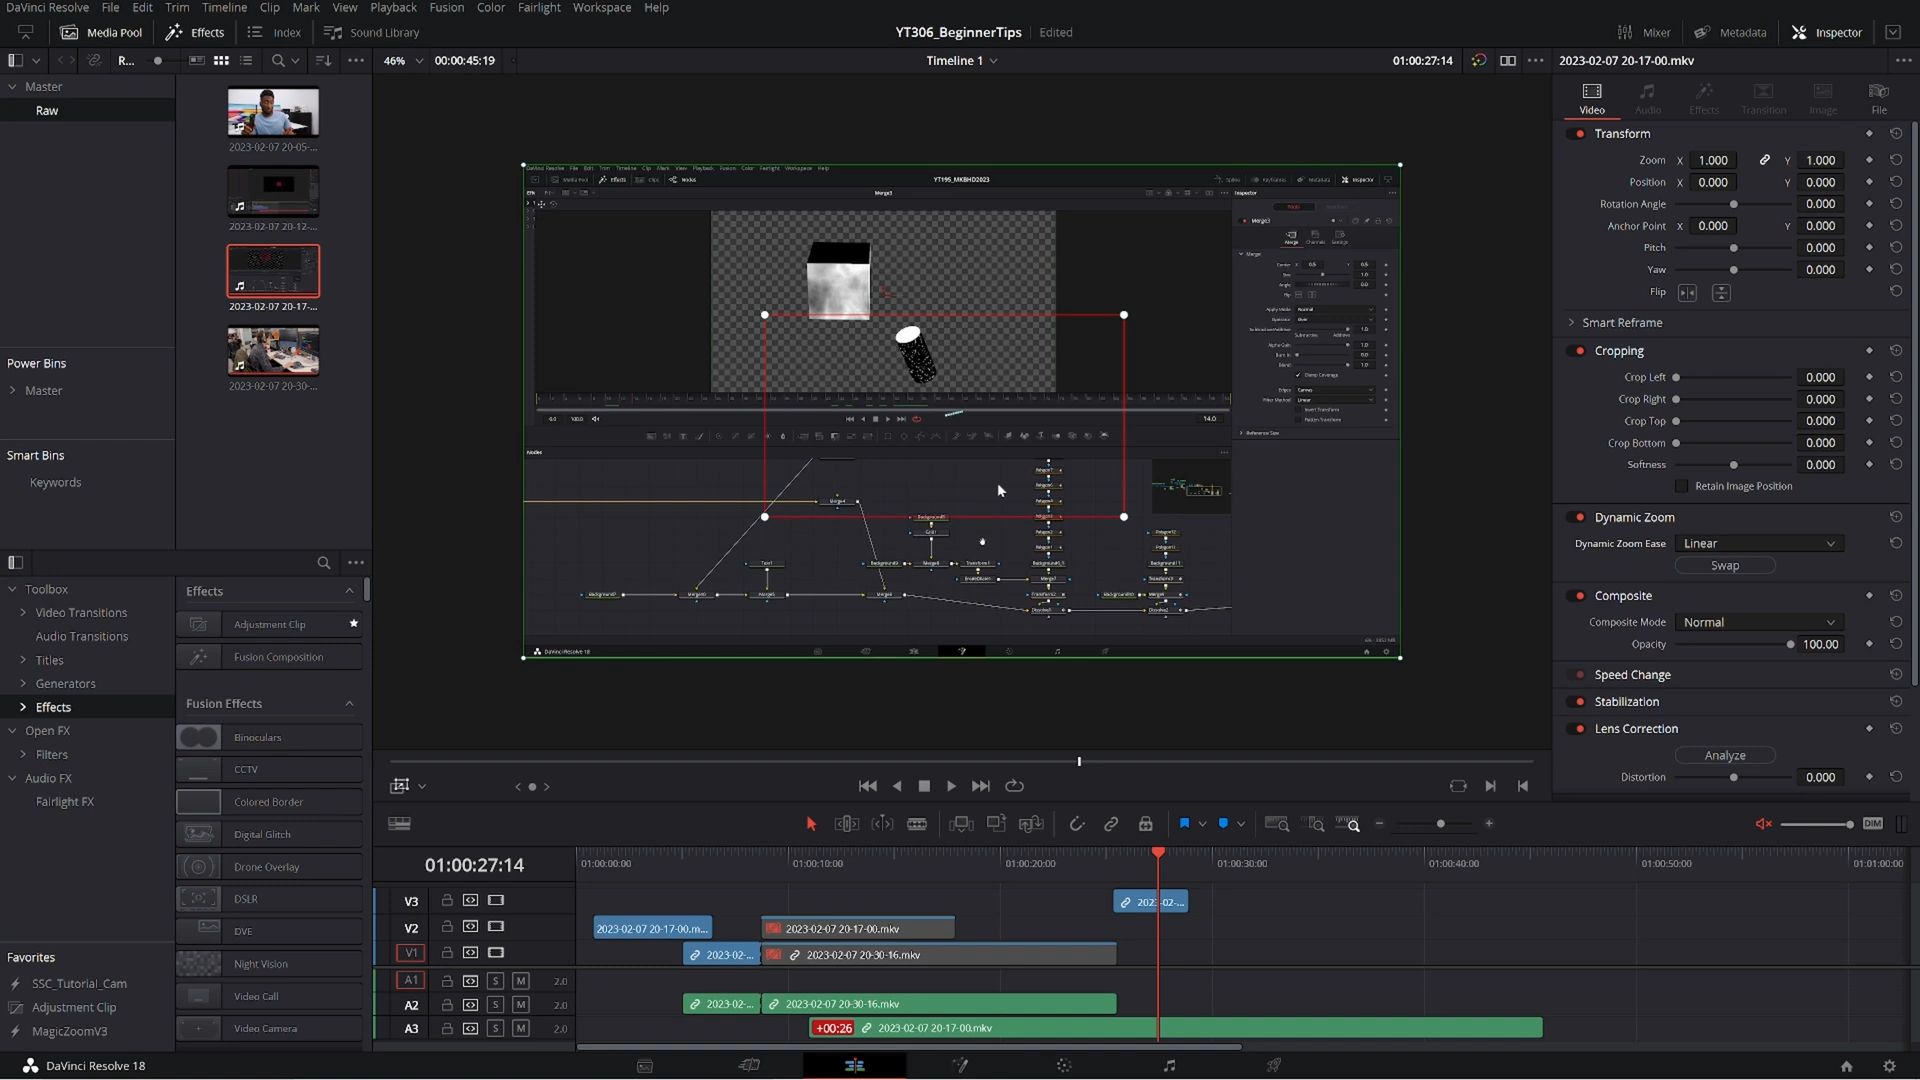 DaVinci Resolve File Edit Trim Timeline Clip Mark View Playback Fusion Color Fairlight Workspace Help
Media Pool Effects Index Sound Library YT306_BeginnerTips Edited Mixer Metadata Inspector
R... 46% 00:00:45:19 Timeline 1 01:00:27:14 2023-02-07 20-17-00.mkv
Master
Raw
2023-02-07 20-05-...
2023-02-07 20-12-...
2023-02-07 20-17-...
2023-02-07 20-30-...
Power Bins
Master
Smart Bins
Keywords
Video Audio Effects Transition Image File
Transform
Zoom X 1.000 Y 1.000
Position X 0.000 Y 0.000
Rotation Angle 0.000
Anchor Point X 0.000 Y 0.000
Pitch 0.000
Yaw 0.000
Flip
Smart Reframe
Cropping
Crop Left 0.000
Crop Right 0.000
Crop Top 0.000
Crop Bottom 0.000
Softness 0.000
Retain Image Position
Dynamic Zoom
Dynamic Zoom Ease Linear
Swap
Composite
Composite Mode Normal
Opacity 100.00
Speed Change
Stabilization
Lens Correction
Analyze
Distortion 0.000
YT195_MKBHD2023
Merge3
Inspector
Nodes
DaVinci Resolve 18
Toolbox
Video Transitions
Audio Transitions
Titles
Generators
Effects
Open FX
Filters
Audio FX
Fairlight FX
Favorites
SSC_Tutorial_Cam
Adjustment Clip
MagicZoomV3
Effects
Adjustment Clip
Fusion Composition
Fusion Effects
Binoculars
CCTV
Colored Border
Digital Glitch
Drone Overlay
DSLR
DVE
Night Vision
Video Call
Video Camera
DIM
01:00:27:14 01:00:00:00 01:00:10:00 01:00:20:00 01:00:30:00 01:00:40:00 01:00:50:00 01:01:00:00
V3 2023-02-...
V2 2023-02-07 20-17-00.m... 2023-02-07 20-17-00.mkv
V1 2023-02-... 2023-02-07 20-30-16.mkv
A1 S M 2.0
A2 S M 2.0 2023-02-... 2023-02-07 20-30-16.mkv
A3 S M 2.0 +00:26 2023-02-07 20-17-00.mkv
DaVinci Resolve 18